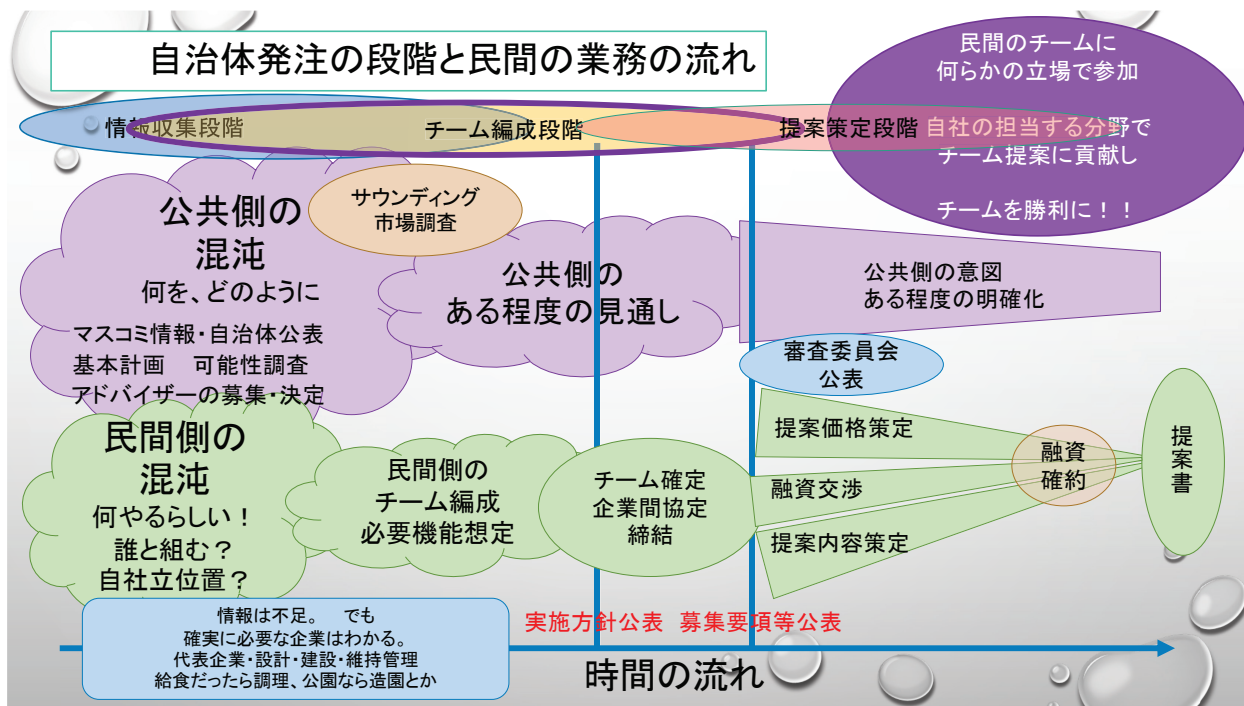 自治体発注の段階と民間の業務の流れ
民間のチームに
何らかの立場で参加
自社の担当する分野で
チーム提案に貢献し
チームを勝利に！！
情報収集段階
チーム編成段階
提案策定段階
サウンディング
市場調査
公共側の
混沌
何を、どのように
マスコミ情報・自治体公表
基本計画　可能性調査
アドバイザーの募集・決定
公共側の
ある程度の見通し
公共側の意図
ある程度の明確化
審査委員会
公表
民間側の
混沌
何やるらしい！
誰と組む？
自社立位置？
民間側の
チーム編成
必要機能想定
チーム確定
企業間協定
締結
提案価格策定
融資交渉
提案内容策定
融資
確約
提案書
情報は不足。　でも
確実に必要な企業はわかる。
代表企業・設計・建設・維持管理
給食だったら調理、公園なら造園とか
実施方針公表
募集要項等公表
時間の流れ